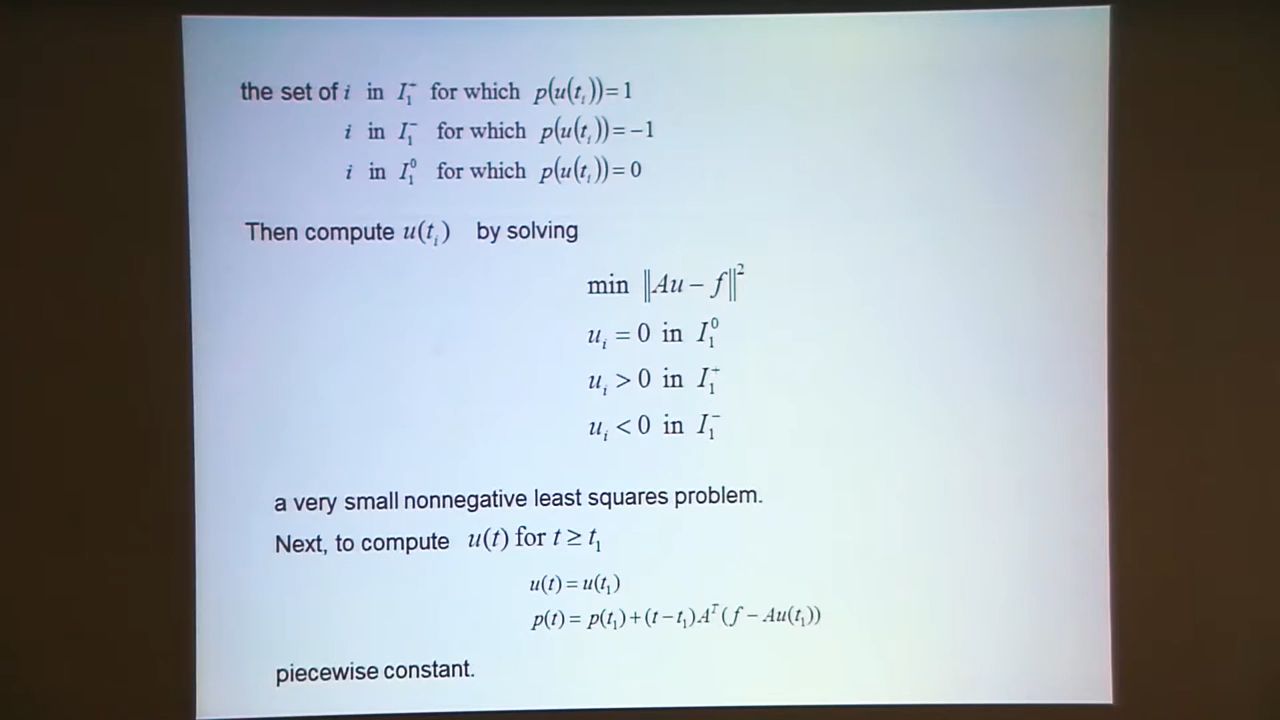 the set of i in I₁⁻ for which p(u(tᵢ))=1
i in I₁⁻ for which p(u(tᵢ))=−1
i in I₁⁰ for which p(u(tᵢ))=0
Then compute u(tᵢ) by solving
min ‖Au − f‖²
uᵢ = 0 in I₁⁰
uᵢ > 0 in I₁⁺
uᵢ < 0 in I₁⁻
a very small nonnegative least squares problem.
Next, to compute u(t) for t ≥ t₁
u(t) = u(t₁)
p(t) = p(t₁) + (t − t₁)Aᵀ(f − Au(t₁))
piecewise constant.